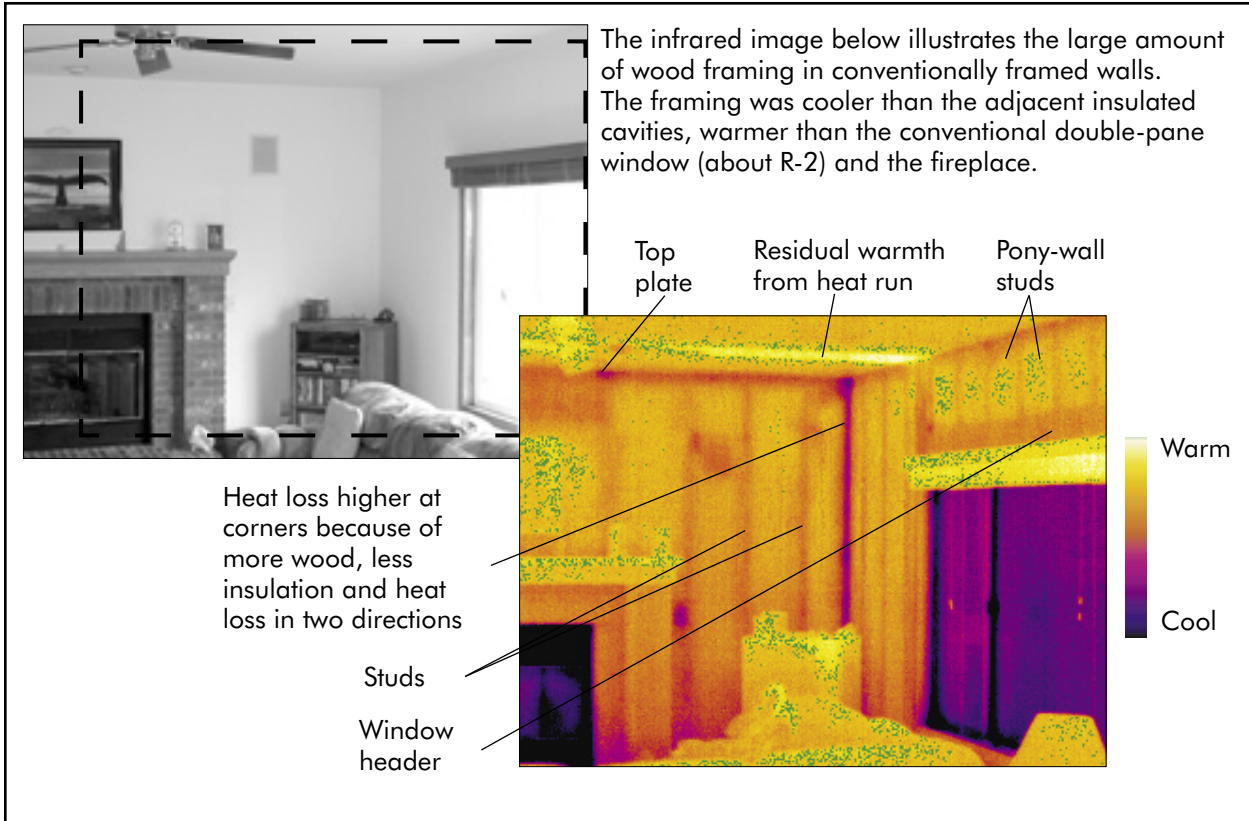 The infrared image below illustrates the large amount
of wood framing in conventionally framed walls.
The framing was cooler than the adjacent insulated
cavities, warmer than the conventional double-pane
window (about R-2) and the fireplace.
Top
plate
Residual warmth
from heat run
Pony-wall
studs
Warm
Cool
Heat loss higher at
corners because of
more wood, less
insulation and heat
loss in two directions
Studs
Window
header